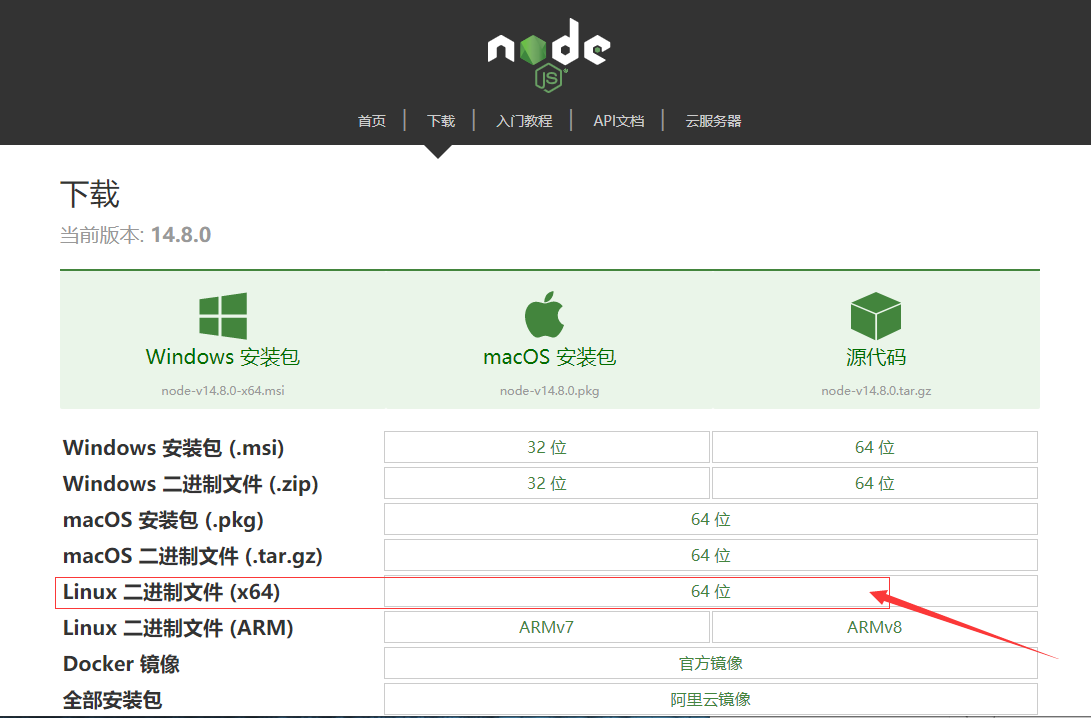 node
JS
首页 下载 入门教程 API文档 云服务器
下载
当前版本: 14.8.0
Windows 安装包 macOS 安装包 源代码
node-v14.8.0-x64.msi node-v14.8.0.pkg node-v14.8.0.tar.gz
Windows 安装包 (.msi) 32 位 64 位
Windows 二进制文件 (.zip) 32 位 64 位
macOS 安装包 (.pkg) 64 位
macOS 二进制文件 (.tar.gz) 64 位
Linux 二进制文件 (x64) 64 位
Linux 二进制文件 (ARM) ARMv7 ARMv8
Docker 镜像 官方镜像
全部安装包 阿里云镜像